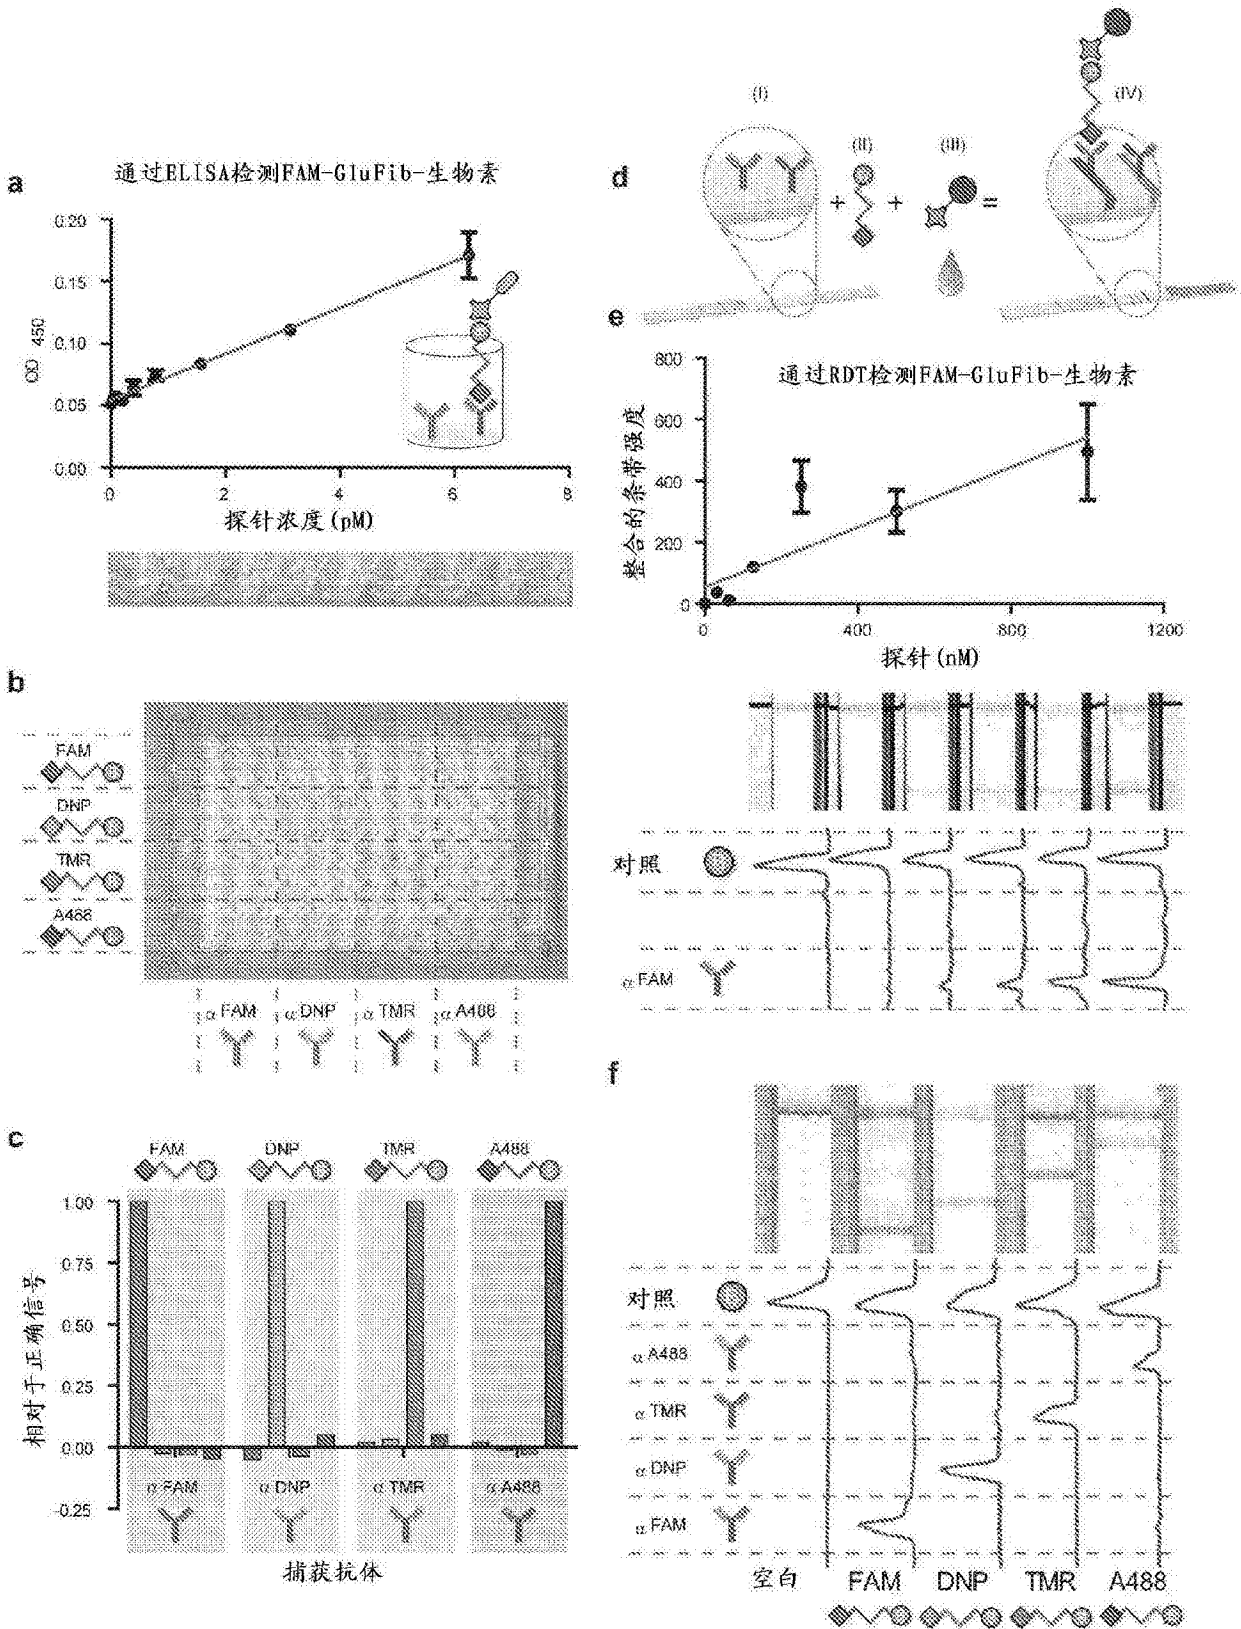 a
通过ELISA检测FAM-GluFib-生物素
0.20
0.15
0.10
0.05
0.00
OD 450
0 2 4 6 8
探针浓度(pM)
b
FAM
DNP
TMR
A488
α FAM α DNP α TMR α A488
c
FAM DNP TMR A488
1.00
0.75
0.50
0.25
0.00
-0.25
相对于正确信号
α FAM α DNP α TMR α A488
捕获抗体
d
(I)
(II)
(III)
(IV)
+ + =
e
通过RDT检测FAM-GluFib-生物素
800
600
400
200
0
整合的条带强度
0 400 800 1200
探针(nM)
对照
α FAM
f
对照
α A488
α TMR
α DNP
α FAM
空白 FAM DNP TMR A488